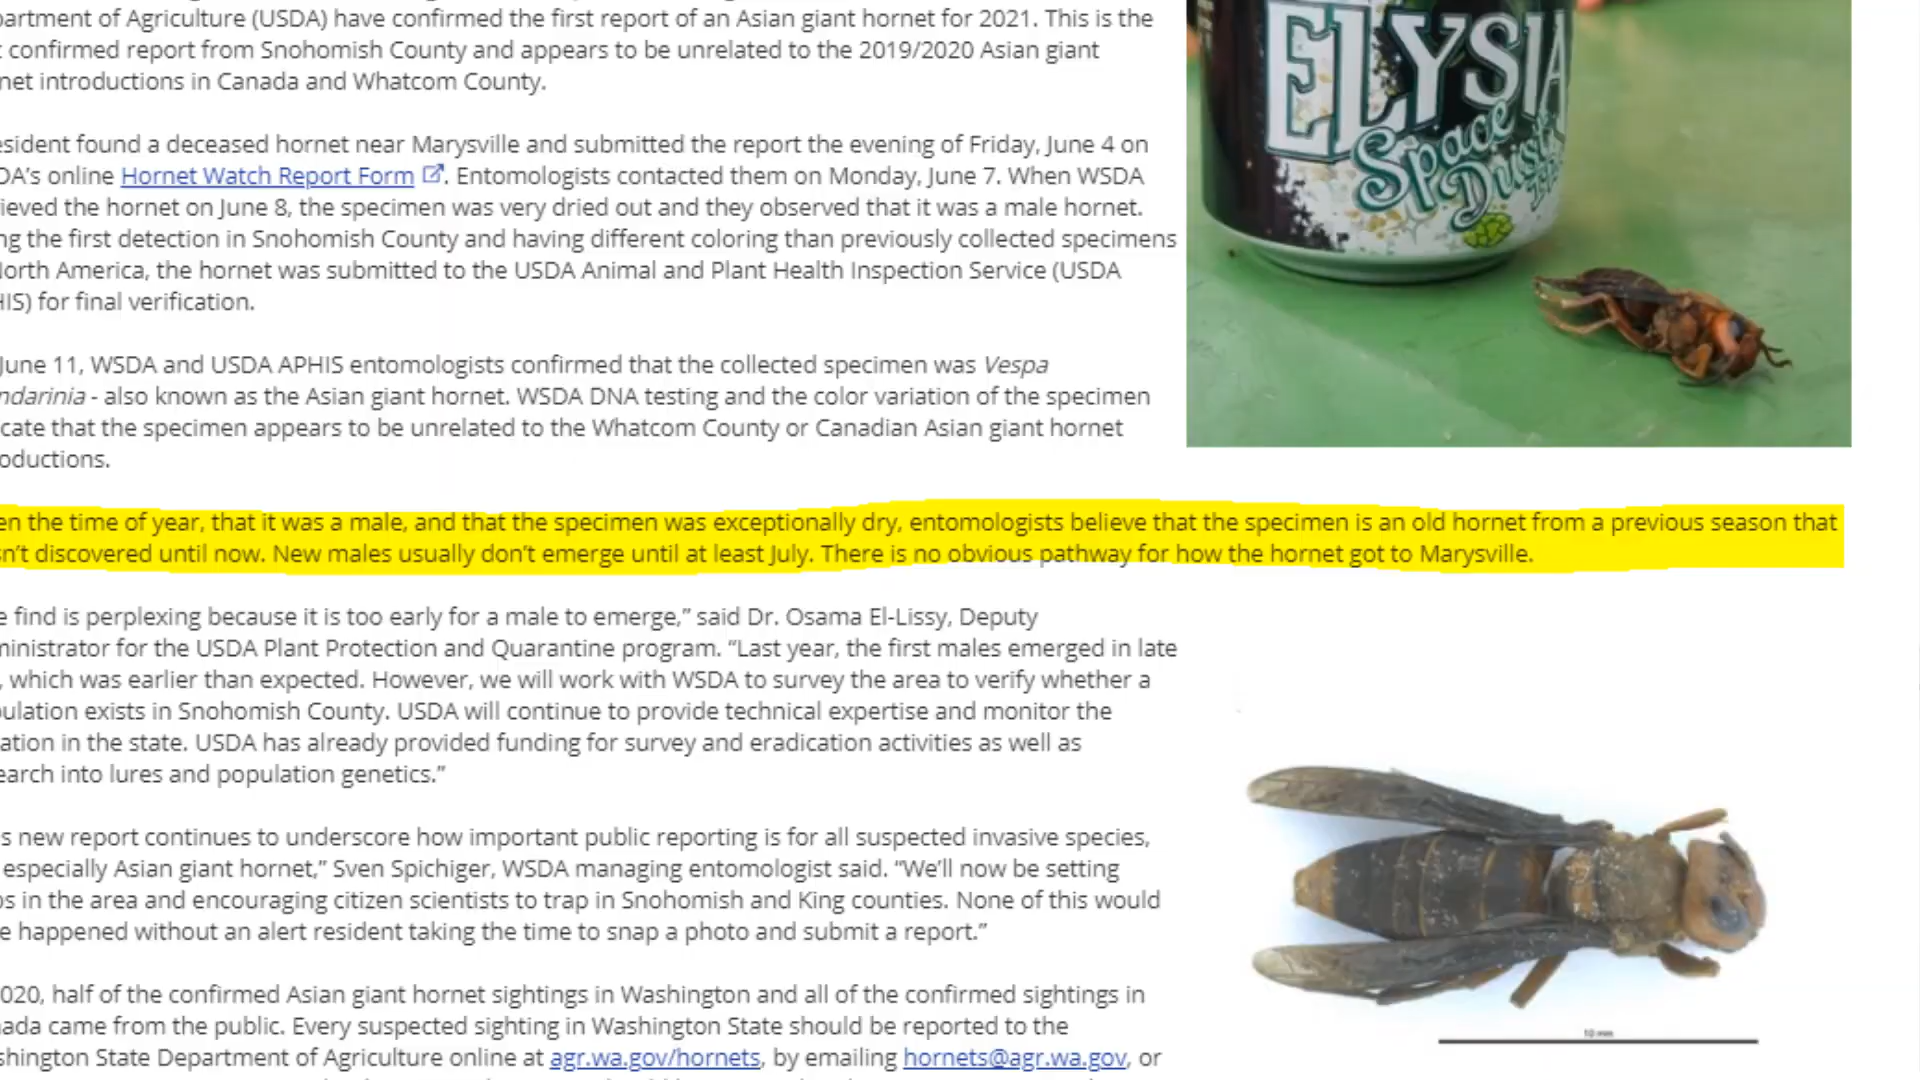 artment of Agriculture (USDA) have confirmed the first report of an Asian giant hornet for 2021. This is the
confirmed report from Snohomish County and appears to be unrelated to the 2019/2020 Asian giant
net introductions in Canada and Whatcom County.
esident found a deceased hornet near Marysville and submitted the report the evening of Friday, June 4 on
DA's online Hornet Watch Report Form. Entomologists contacted them on Monday, June 7. When WSDA
ieved the hornet on June 8, the specimen was very dried out and they observed that it was a male hornet.
ng the first detection in Snohomish County and having different coloring than previously collected specimens
North America, the hornet was submitted to the USDA Animal and Plant Health Inspection Service (USDA
HIS) for final verification.
June 11, WSDA and USDA APHIS entomologists confirmed that the collected specimen was Vespa
ndarinia - also known as the Asian giant hornet. WSDA DNA testing and the color variation of the specimen
cate that the specimen appears to be unrelated to the Whatcom County or Canadian Asian giant hornet
oductions.
en the time of year, that it was a male, and that the specimen was exceptionally dry, entomologists believe that the specimen is an old hornet from a previous season that
sn't discovered until now. New males usually don't emerge until at least July. There is no obvious pathway for how the hornet got to Marysville.
e find is perplexing because it is too early for a male to emerge," said Dr. Osama El-Lissy, Deputy
ministrator for the USDA Plant Protection and Quarantine program. "Last year, the first males emerged in late
, which was earlier than expected. However, we will work with WSDA to survey the area to verify whether a
ulation exists in Snohomish County. USDA will continue to provide technical expertise and monitor the
ation in the state. USDA has already provided funding for survey and eradication activities as well as
earch into lures and population genetics."
s new report continues to underscore how important public reporting is for all suspected invasive species,
especially Asian giant hornet," Sven Spichiger, WSDA managing entomologist said. "We'll now be setting
ps in the area and encouraging citizen scientists to trap in Snohomish and King counties. None of this would
e happened without an alert resident taking the time to snap a photo and submit a report."
020, half of the confirmed Asian giant hornet sightings in Washington and all of the confirmed sightings in
nada came from the public. Every suspected sighting in Washington State should be reported to the
shington State Department of Agriculture online at agr.wa.gov/hornets, by emailing hornets@agr.wa.gov, or
ELYSIA
Space
Dust
10 mm